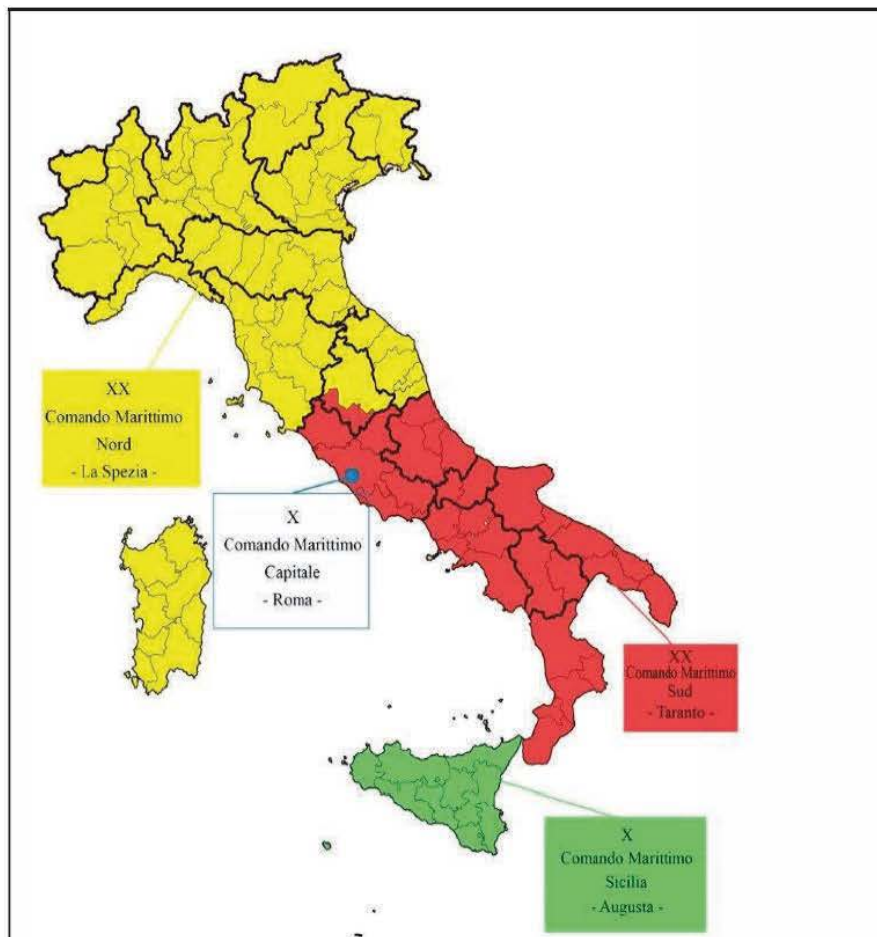 XX
Comando Marittimo
Nord
- La Spezia -
X
Comando Marittimo
Capitale
- Roma -
XX
Comando Marittimo
Sud
- Taranto -
X
Comando Marittimo
Sicilia
- Augusta -